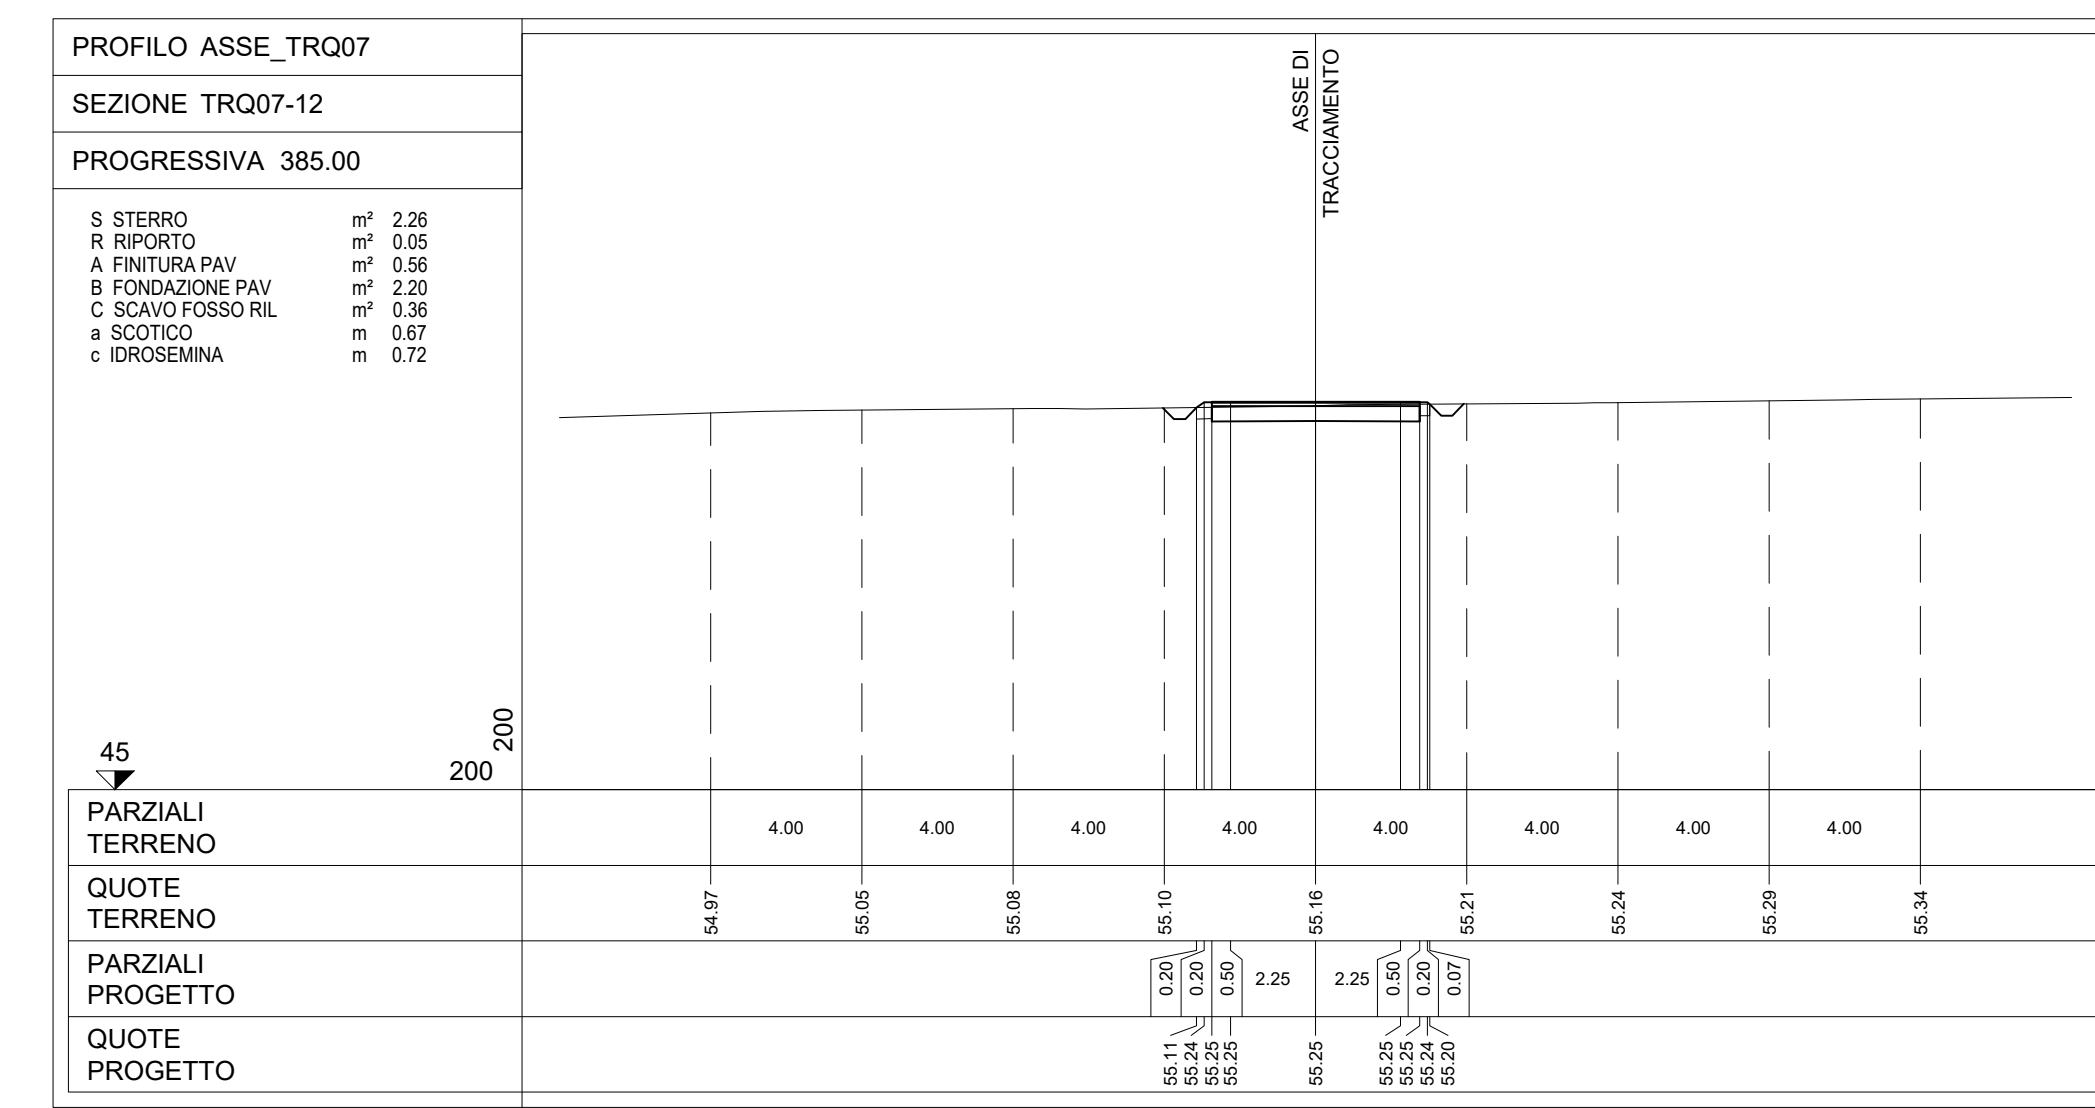 PROFILO ASSE_TRQ07
SEZIONE TRQ07-12
PROGRESSIVA 385.00
S STERRO m² 2.26
R RIPORTO m² 0.05
A FINITURA PAV m² 0.56
B FONDAZIONE PAV m² 2.20
C SCAVO FOSSO RIL m² 0.36
a SCOTICO m 0.67
c IDROSEMINA m 0.72
ASSE DI
TRACCIAMENTO
45
200
200
PARZIALI
TERRENO
4.00 4.00 4.00 4.00 4.00 4.00 4.00 4.00
QUOTE
TERRENO
54.97 55.05 55.08 55.10 55.16 55.21 55.24 55.29 55.34
PARZIALI
PROGETTO
0.20 0.20 0.50 2.25 2.25 0.50 0.20 0.07
QUOTE
PROGETTO
55.11 55.24 55.25 55.25 55.25 55.25 55.25 55.24 55.20